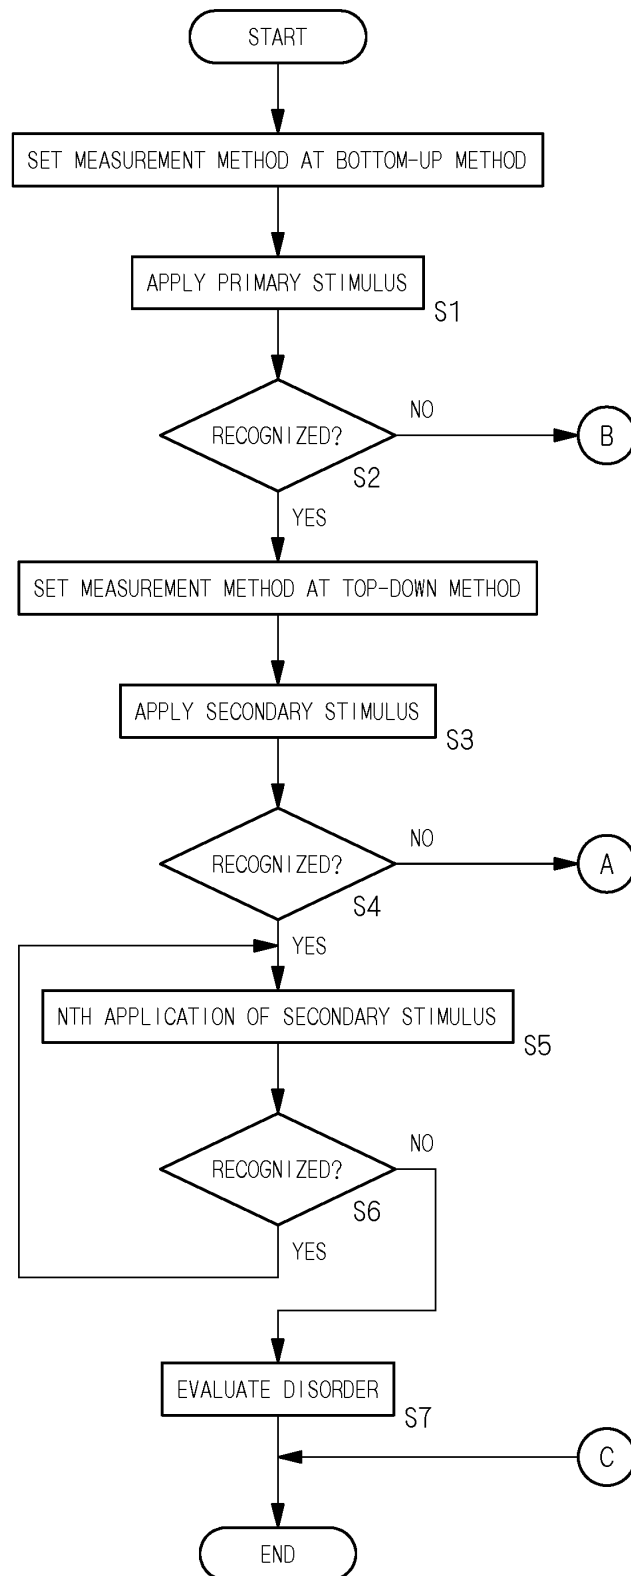 START
SET MEASUREMENT METHOD AT BOTTOM-UP METHOD
APPLY PRIMARY STIMULUS
S1
RECOGNIZED?
S2
NO
B
YES
SET MEASUREMENT METHOD AT TOP-DOWN METHOD
APPLY SECONDARY STIMULUS
S3
RECOGNIZED?
S4
NO
A
YES
NTH APPLICATION OF SECONDARY STIMULUS
S5
RECOGNIZED?
S6
NO
YES
EVALUATE DISORDER
S7
C
END